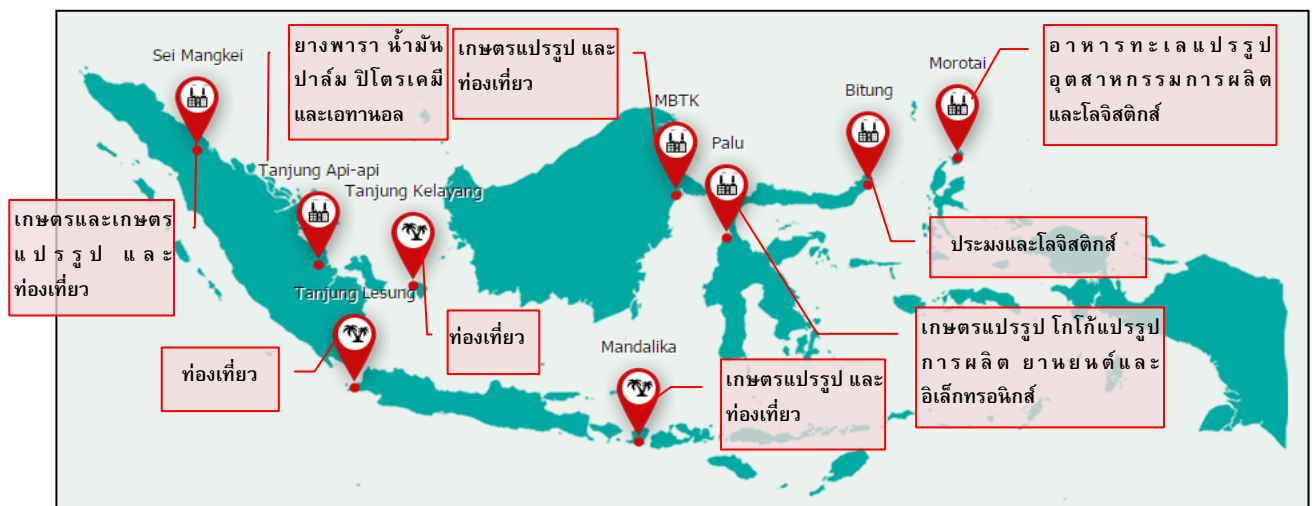 Sei Mangkei
ยางพารา น้ำมัน
ปาล์ม ปิโตรเคมี
และเอทานอล
เกษตรแปรรูป และ
ท่องเที่ยว
MBTK
Bitung
Morotai
อาหารทะเลแปรรูป
อุตสาหกรรมการผลิต
และโลจิสติกส์
Palu
Tanjung Api-api
Tanjung Kelayang
เกษตรและเกษตร
แปรรูป และ
ท่องเที่ยว
ประมงและโลจิสติกส์
Tanjung Lesung
ท่องเที่ยว
ท่องเที่ยว
Mandalika
เกษตรแปรรูป และ
ท่องเที่ยว
เกษตรแปรรูป โกโก้แปรรูป
การผลิต ยานยนต์และ
อิเล็กทรอนิกส์